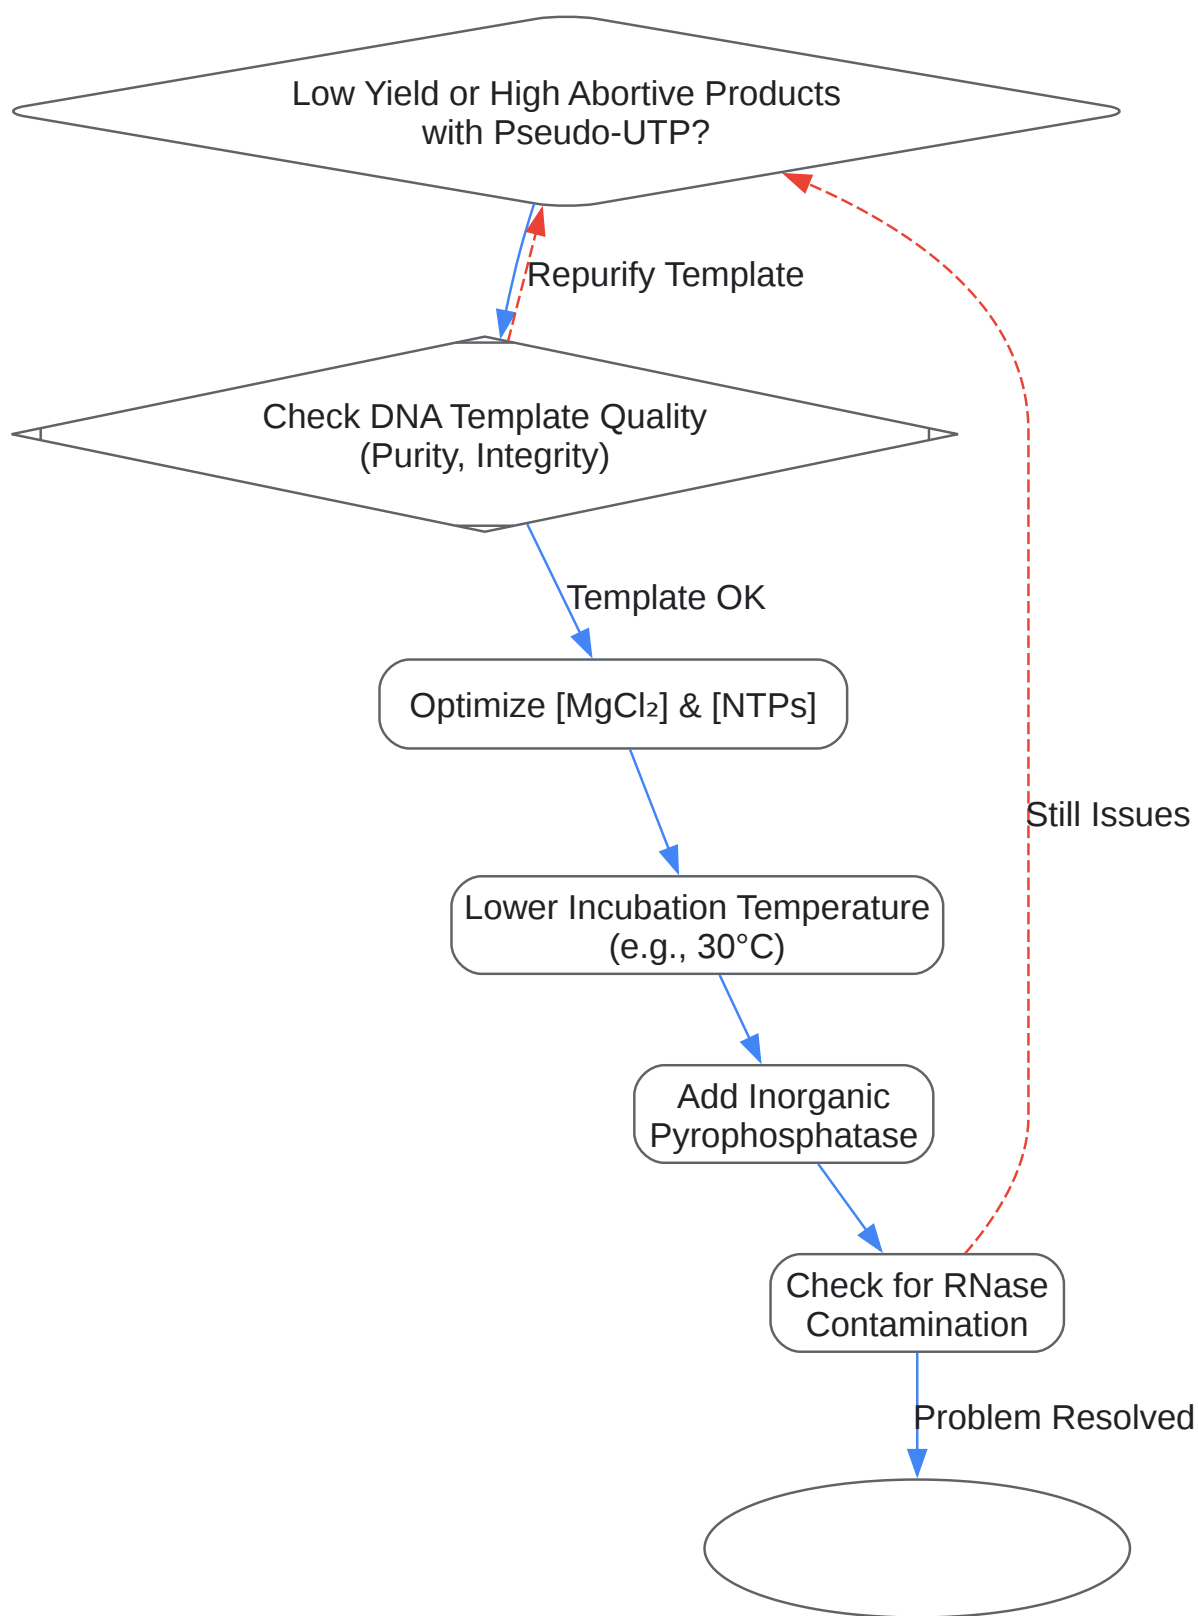 Low Yield or High Abortive Products
with Pseudo-UTP?
Repurify Template
Check DNA Template Quality
(Purity, Integrity)
Template OK
Optimize [MgCl₂] & [NTPs]
Still Issues
Lower Incubation Temperature
(e.g., 30°C)
Add Inorganic
Pyrophosphatase
Check for RNase
Contamination
Problem Resolved